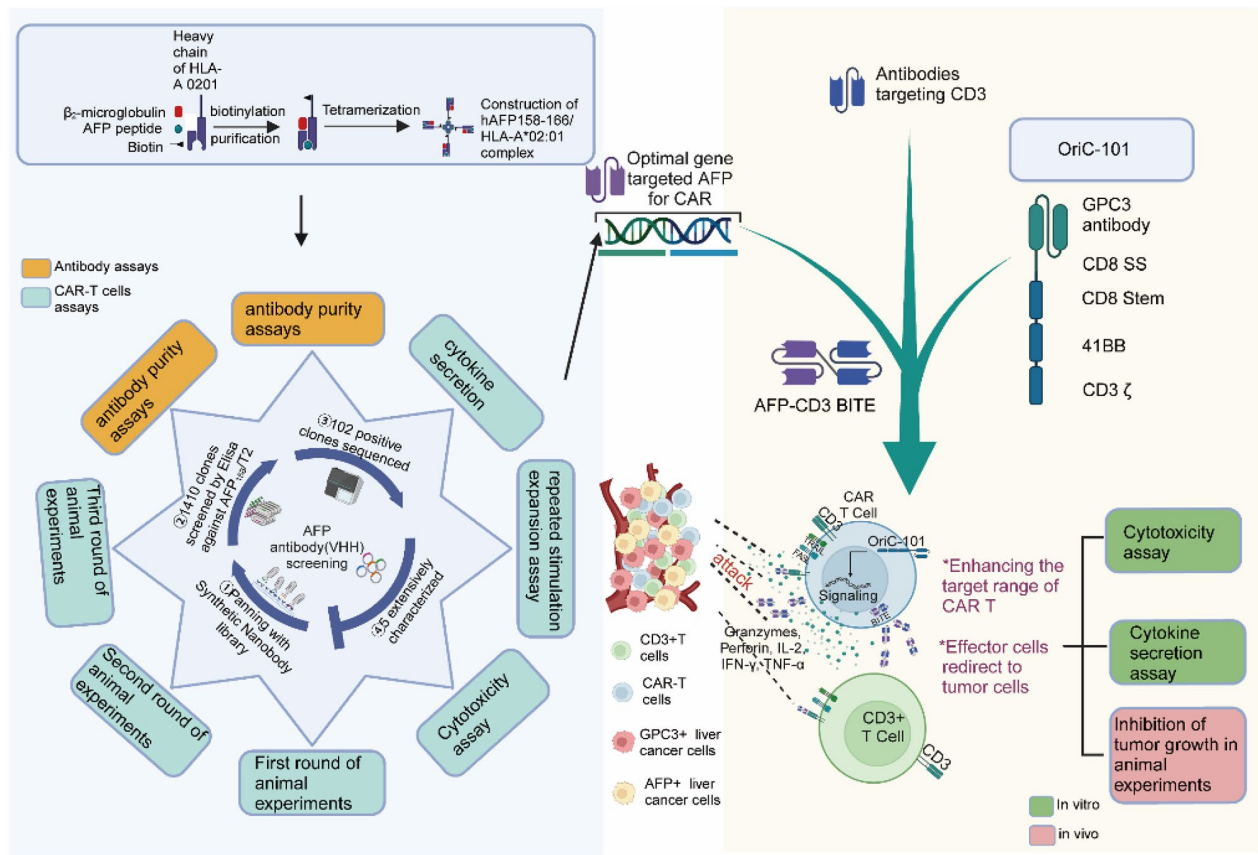 Heavy
chain
of HLA-
A 0201
β₂-microglobulin
AFP peptide
Biotin
biotinylation
purification
Tetramerization
Construction of
hAFP158-166/
HLA-A*02:01
complex
Antibody assays
CAR-T cells
assays
antibody purity
assays
antibody purity
assays
cytokine
secretion
repeated stimulation
expansion assay
Cytotoxicity
assay
First round of
animal
experiments
Second round of
animal
experiments
Third round of
animal
experiments
①Panning with
Synthetic Nanobody
library
②1410 clones
screened by Elisa
against AFP₁₅₈/T2
③102 positive
clones sequenced
④5 extensively
characterized
AFP
antibody(VHH)
screening
Optimal gene
targeted AFP
for CAR
Antibodies
targeting CD3
OriC-101
GPC3
antibody
CD8 SS
CD8 Stem
41BB
CD3 ζ
AFP-CD3 BITE
attack
CAR
T Cell
CD3
TRAIL
FASL
OriC-101
Signaling
BITE
Granzymes,
Perforin, IL-2,
IFN-γ, TNF-α
CD3+
T Cell
CD3
CD3+T
cells
CAR-T
cells
GPC3+ liver
cancer cells
AFP+ liver
cancer cells
*Enhancing the
target range of
CAR T
*Effector cells
redirect to
tumor cells
Cytotoxicity
assay
Cytokine
secretion
assay
Inhibition of
tumor growth in
animal
experiments
In vitro
in vivo